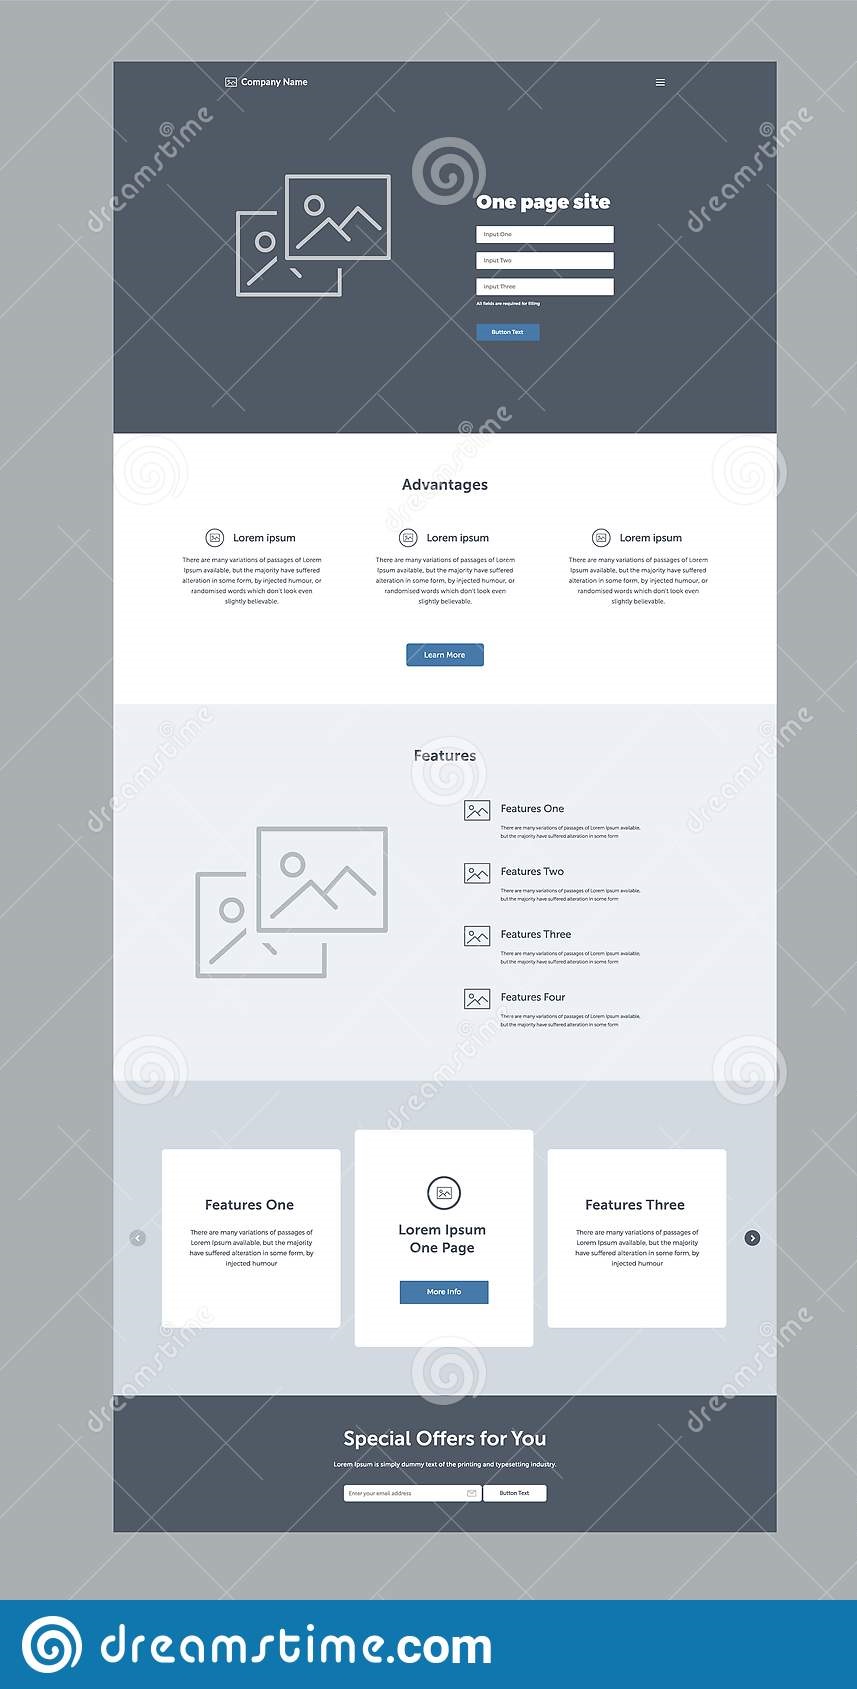 Company Name
One page site
Input One
Input Two
Input Three
All fields are required for filling
Button Text
Advantages
Lorem ipsum
There are many variations of passages of Lorem
Ipsum available, but the majority have suffered
alteration in some form, by injected humour, or
randomised words which don't look even
slightly believable.
Lorem ipsum
There are many variations of passages of Lorem
Ipsum available, but the majority have suffered
alteration in some form, by injected humour, or
randomised words which don't look even
slightly believable.
Lorem ipsum
There are many variations of passages of Lorem
Ipsum available, but the majority have suffered
alteration in some form, by injected humour, or
randomised words which don't look even
slightly believable.
Learn More
Features
Features One
There are many variations of passages of Lorem Ipsum available,
but the majority have suffered alteration in some form
Features Two
There are many variations of passages of Lorem Ipsum available,
but the majority have suffered alteration in some form
Features Three
There are many variations of passages of Lorem Ipsum available,
but the majority have suffered alteration in some form
Features Four
There are many variations of passages of Lorem Ipsum available,
but the majority have suffered alteration in some form
Features One
There are many variations of passages of
Lorem Ipsum available, but the majority
have suffered alteration in some form, by
injected humour
Lorem Ipsum
One Page
More Info
Features Three
There are many variations of passages of
Lorem Ipsum available, but the majority
have suffered alteration in some form, by
injected humour
Special Offers for You
Lorem Ipsum is simply dummy text of the printing and typesetting industry.
Enter your email address
Button Text
dreamstime
dreamstime
dreamstime
dreamstime
dreamstime
dreamstime
dreamstime
dreamstime
dreamstime.com